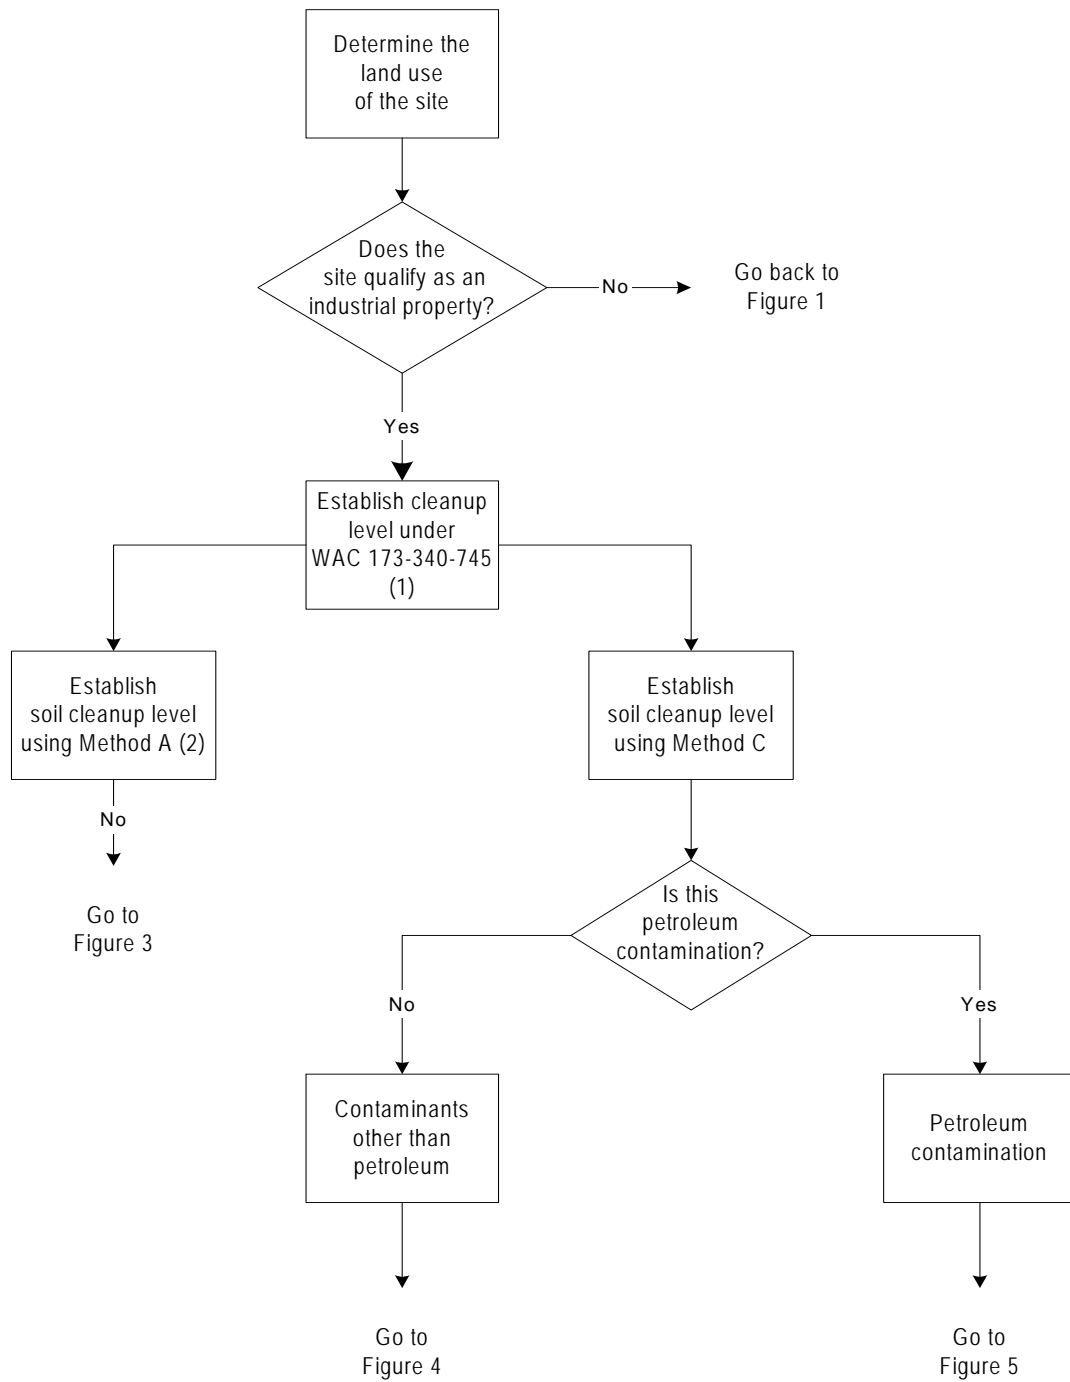 Determine the
land use
of the site
Does the
site qualify as an
industrial property?
No
Go back to
Figure 1
Yes
Establish cleanup
level under
WAC 173-340-745
(1)
Establish
soil cleanup level
using Method A (2)
Establish
soil cleanup level
using Method C
No
Go to
Figure 3
Is this
petroleum
contamination?
No
Yes
Contaminants
other than
petroleum
Petroleum
contamination
Go to
Figure 4
Go to
Figure 5